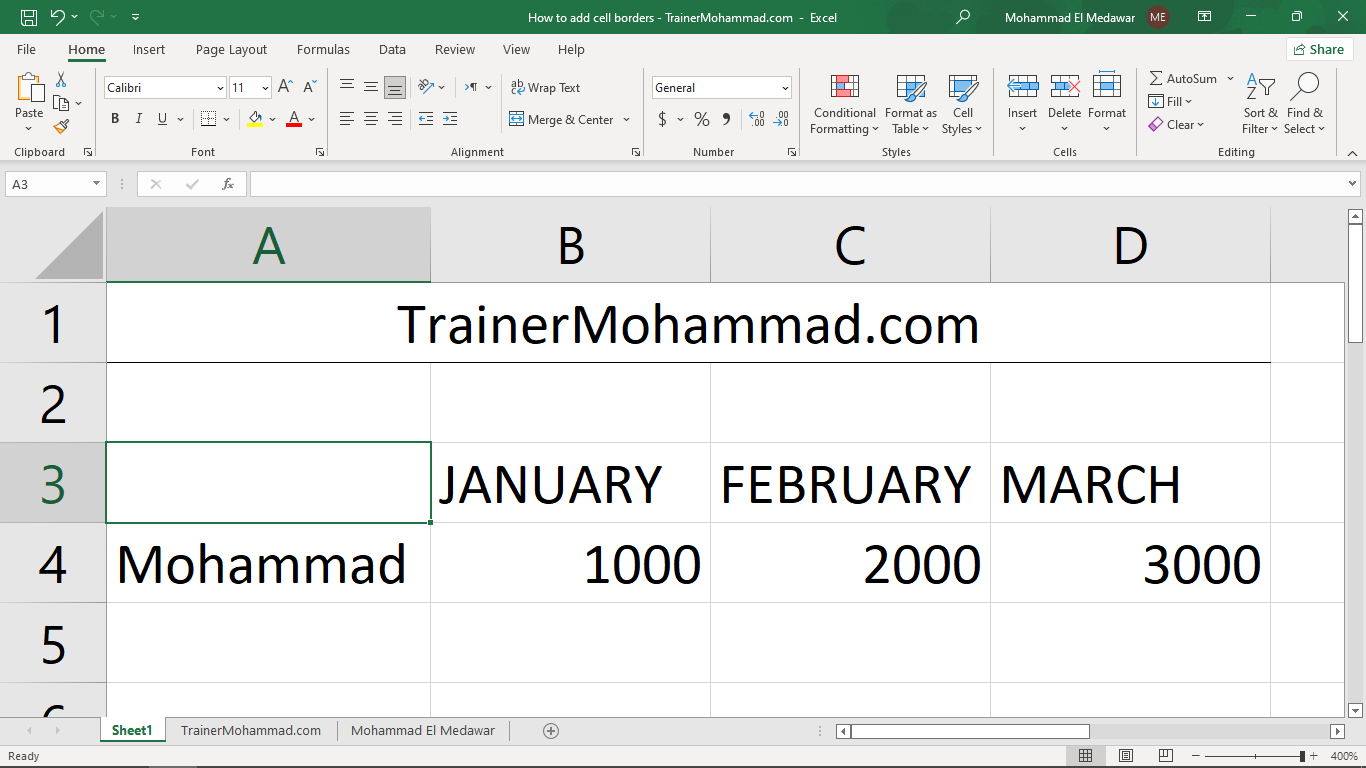 How to add cell borders - TrainerMohammad.com - Excel
Mohammad El Medawar ME
File Home Insert Page Layout Formulas Data Review View Help Share
Paste
Clipboard
Calibri 11
B I U A
Font
Wrap Text
Merge & Center
Alignment
General
$ % 9 .00 .00
Number
Conditional Formatting
Format as Table
Cell Styles
Styles
Insert
Delete
Format
Cells
AutoSum
Fill
Clear
Sort & Filter
Find & Select
Editing
A3 fx
A B C D
1 TrainerMohammad.com
2
3 JANUARY FEBRUARY MARCH
4 Mohammad 1000 2000 3000
5
Sheet1 TrainerMohammad.com Mohammad El Medawar
Ready 400%